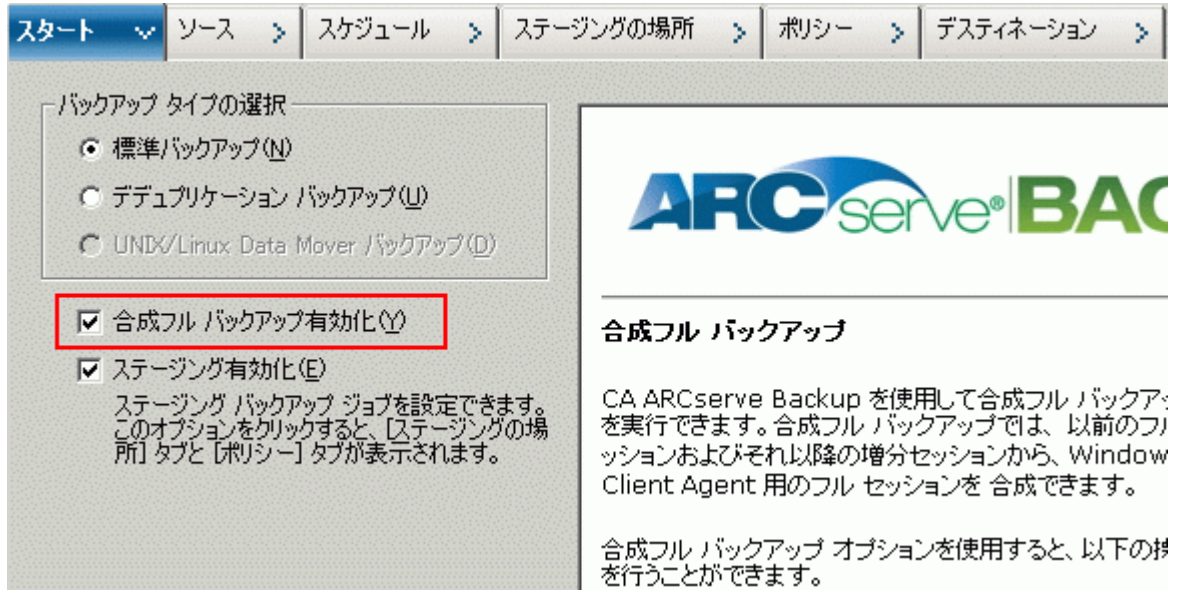 スタート ソース スケジュール ステージングの場所 ポリシー デスティネーション
バックアップ タイプの選択
標準バックアップ(N)
デデュプリケーション バックアップ(U)
UNIX/Linux Data Mover バックアップ(D)
合成フル バックアップ有効化(Y)
ステージング有効化(E)
ステージング バックアップ ジョブを設定できます。
このオプションをクリックすると、[ステージングの場
所] タブと [ポリシー] タブが表示されます。
ARCserve® BAC
合成フル バックアップ
CA ARCserve Backup を使用して合成フル バックア
を実行できます。合成フル バックアップでは、以前のフル
ッションおよびそれ以降の増分セッションから、Window
Client Agent 用のフル セッションを 合成できます。
合成フル バックアップ オプションを使用すると、以下の
を行うことができます。